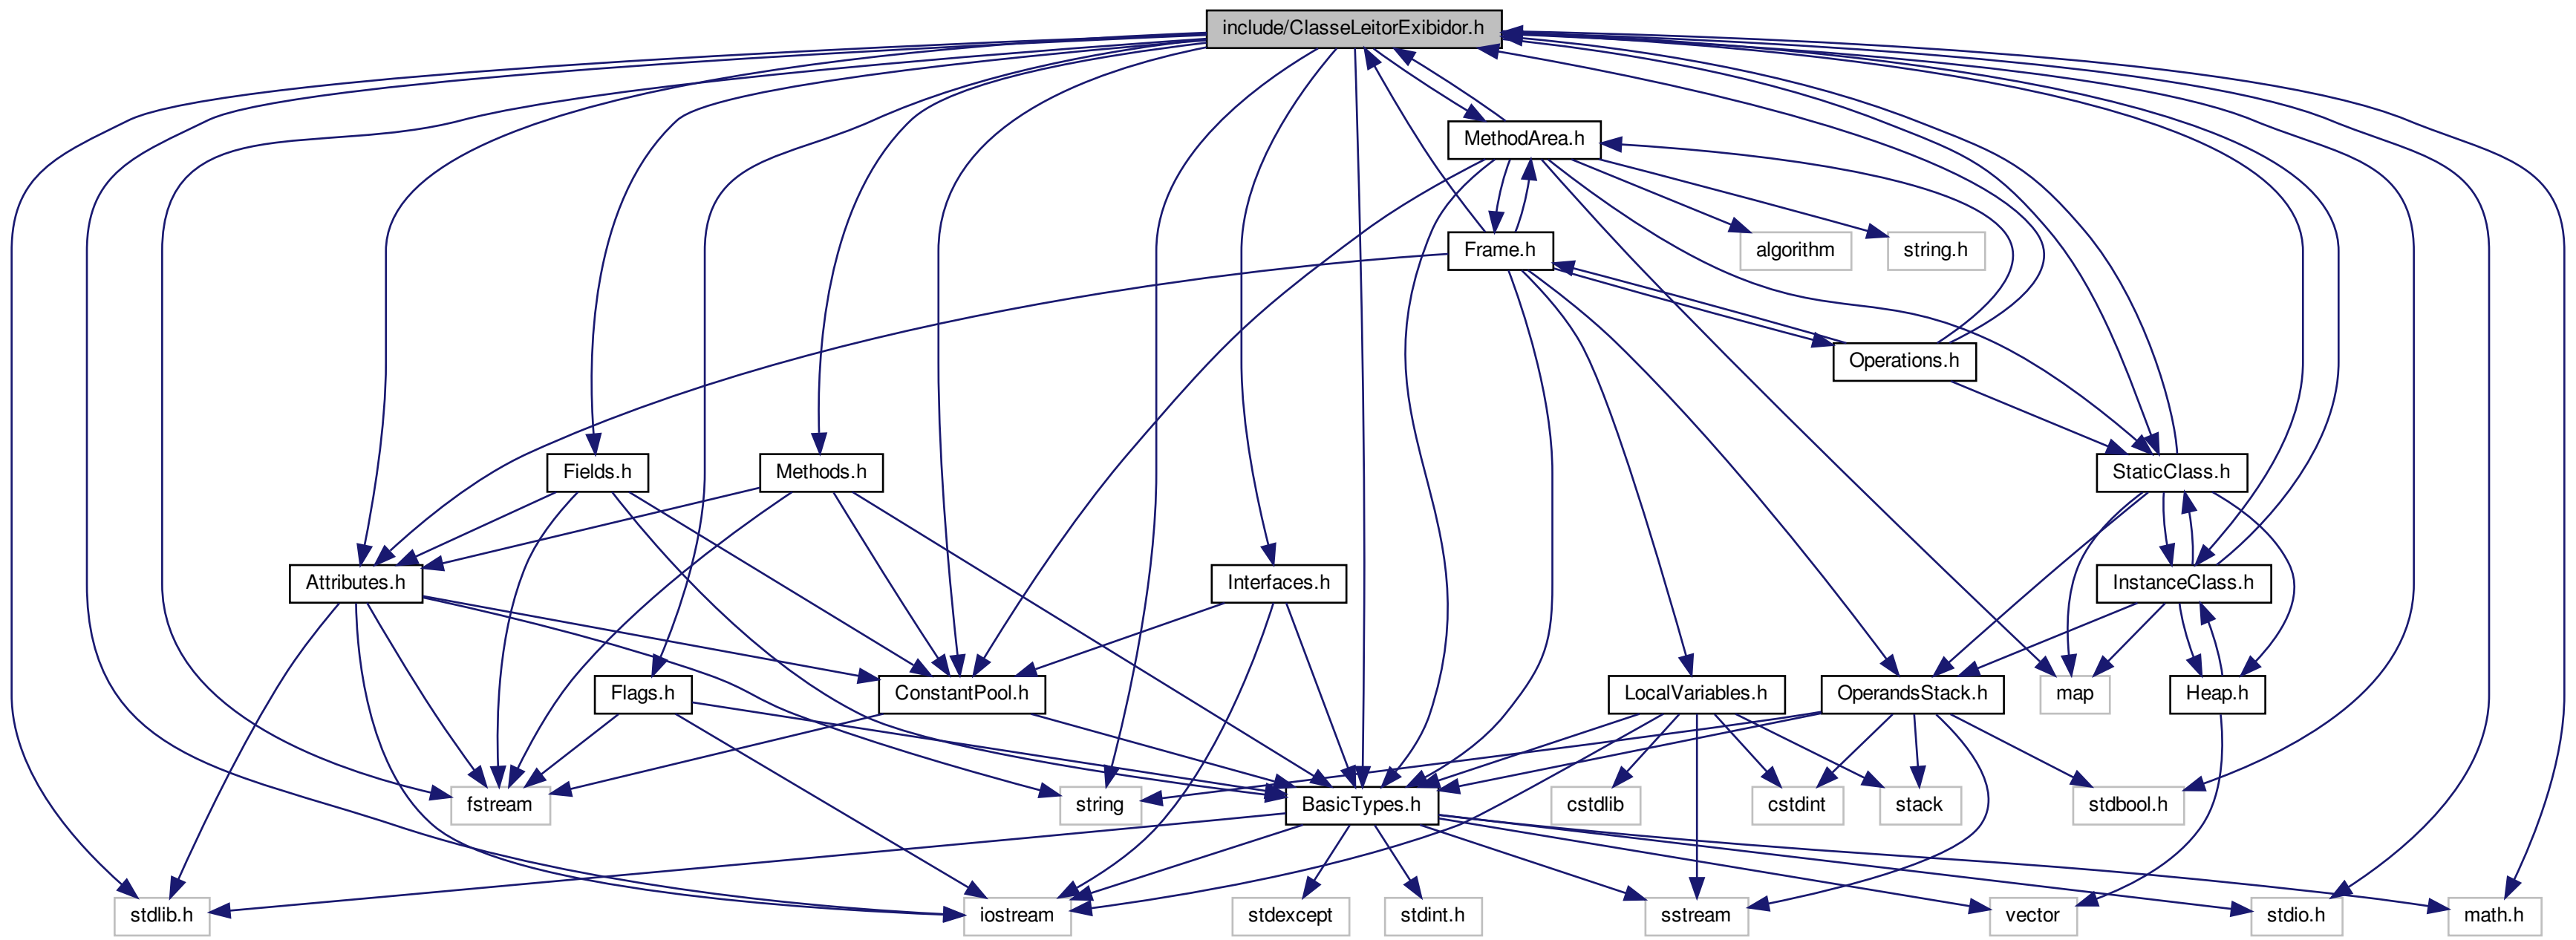 include/ClasseLeitorExibidor.h
MethodArea.h
Frame.h
algorithm
string.h
Operations.h
Fields.h
Methods.h
StaticClass.h
Attributes.h
Interfaces.h
InstanceClass.h
Flags.h
ConstantPool.h
LocalVariables.h
OperandsStack.h
map
Heap.h
fstream
string
BasicTypes.h
cstdlib
cstdint
stack
stdbool.h
stdlib.h
iostream
stdexcept
stdint.h
sstream
vector
stdio.h
math.h